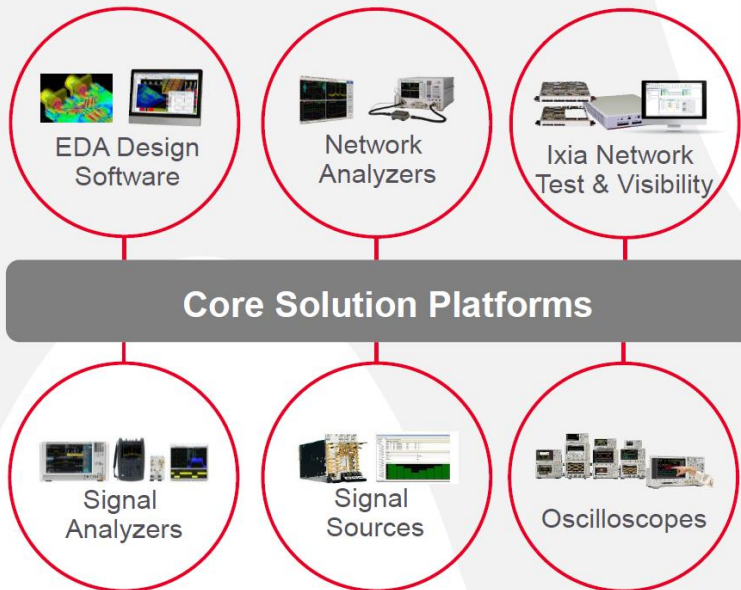 EDA Design
Software
Network
Analyzers
Ixia Network
Test & Visibility
Core Solution Platforms
Signal
Analyzers
Signal
Sources
Oscilloscopes